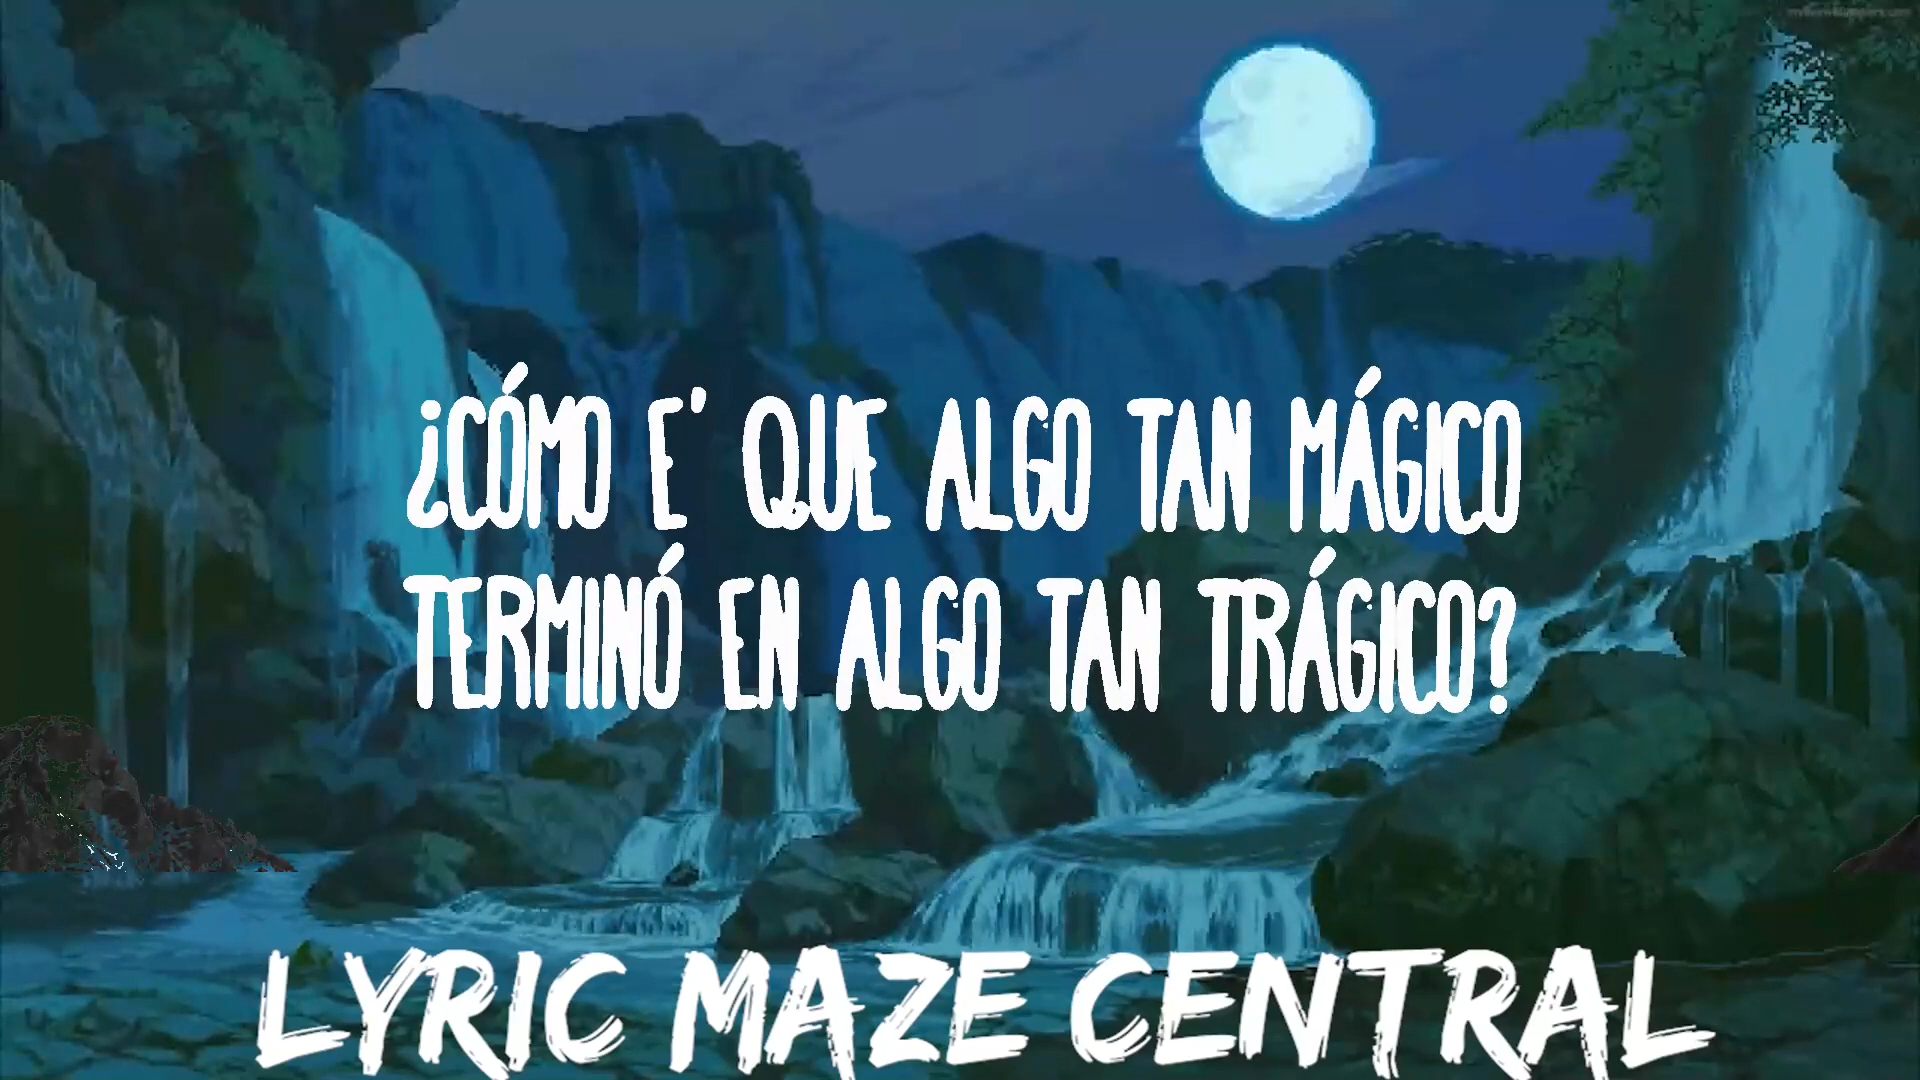 ¿CÓMO E' QUE ALGO TAN MÁGICO
TERMINÓ EN ALGO TAN TRÁGICO?
LYRIC MAZE CENTRAL